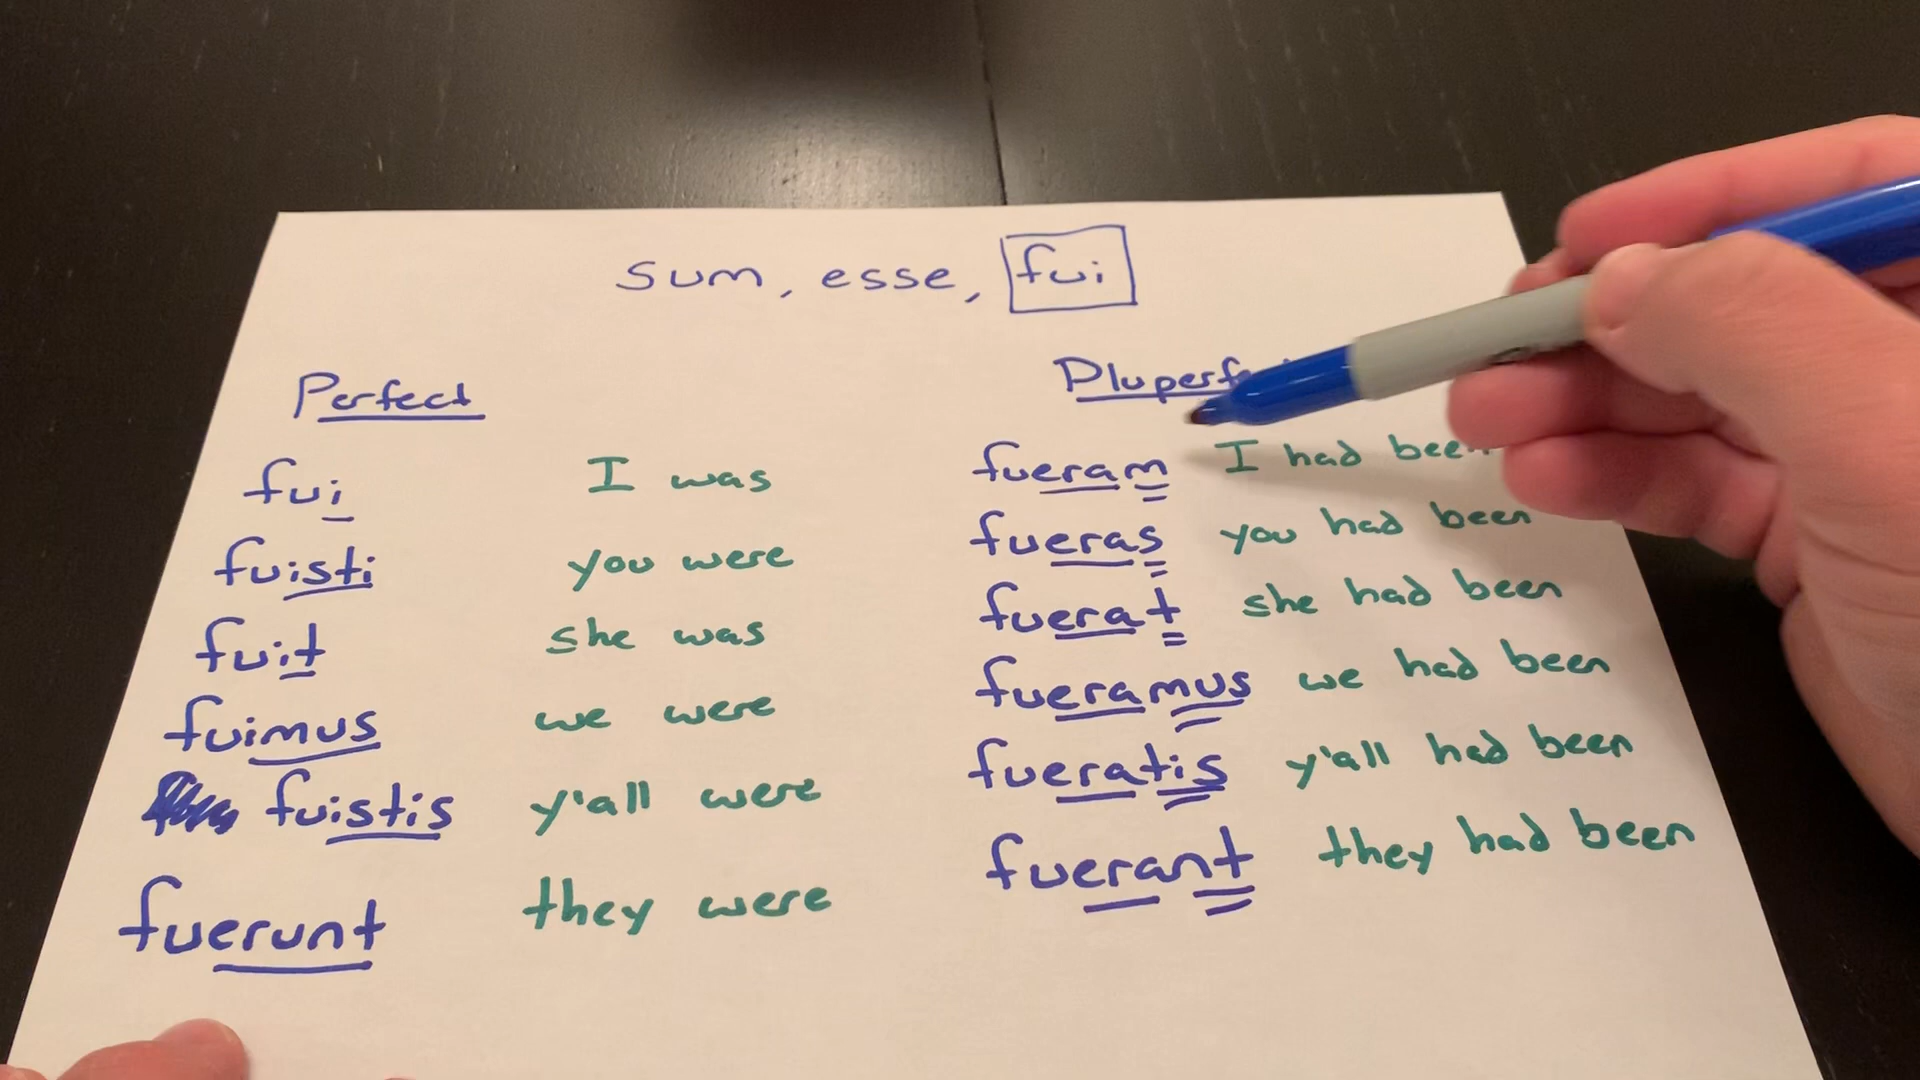 sum, esse, fui
Perfect
fui I was
fuisti you were
fuit she was
fuimus we were
fuistis y'all were
fuerunt they were
fueram I had been
fueras you had been
fuerat she had been
fueramus we had been
fueratis y'all had been
fuerant they had been